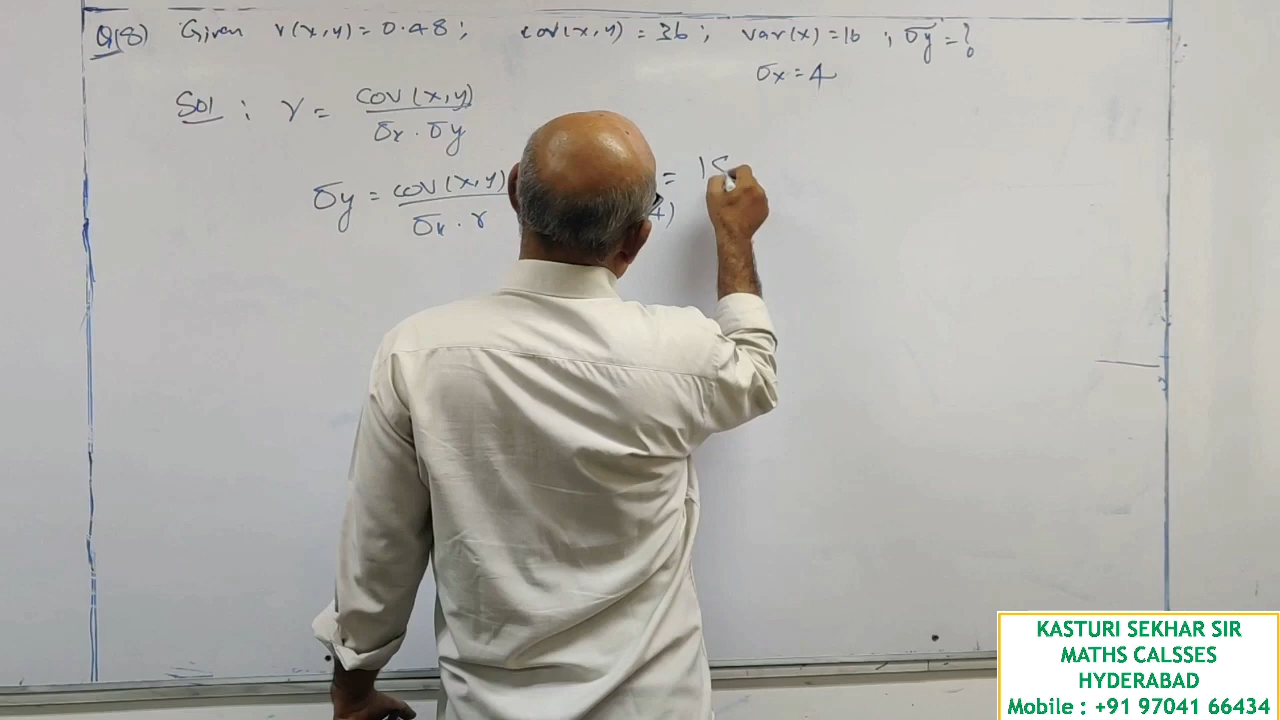 Q(8) Given r(x,y) = 0.48 ; cov(x,y) = 36 ; var(x) = 16 ; σy = ?
σx = 4
Sol : r = cov(x,y) / σx . σy
σy = cov(x,y) / σx . r = 18
4)
KASTURI SEKHAR SIR
MATHS CALSSES
HYDERABAD
Mobile : +91 97041 66434